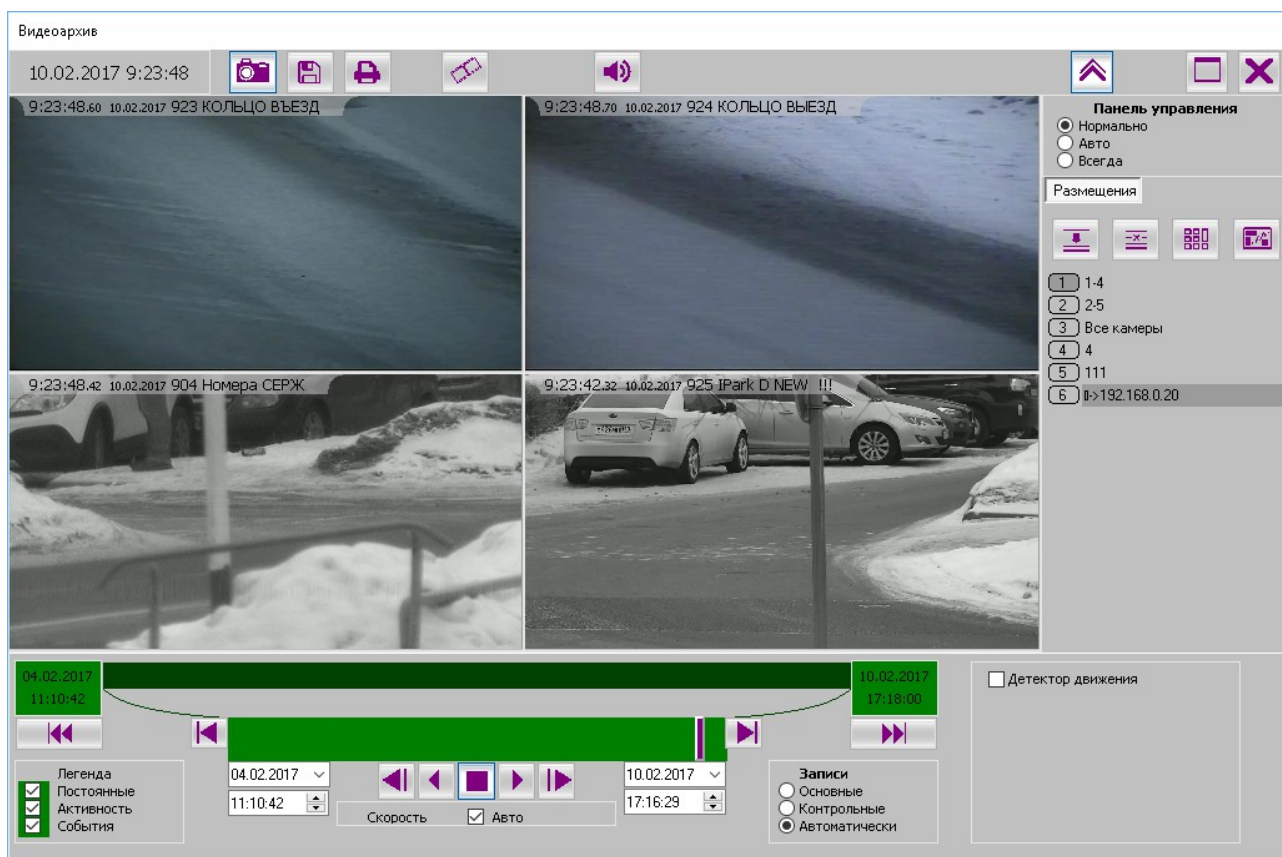 Видеоархив
10.02.2017 9:23:48
9:23:48.60 10.02.2017 923 КОЛЬЦО ВЪЕЗД
9:23:48.70 10.02.2017 924 КОЛЬЦО ВЫЕЗД
9:23:48.42 10.02.2017 904 Номера СЕРЖ
9:23:42.32 10.02.2017 925 IPark D NEW !!!
Панель управления
Нормально
Авто
Всегда
Размещения
1 1-4
2 2-5
3 Все камеры
4 4
5 111
6 ->192.168.0.20
04.02.2017
11:10:42
10.02.2017
17:18:00
Легенда
Постоянные
Активность
События
04.02.2017
11:10:42
Скорость
Авто
10.02.2017
17:16:29
Записи
Основные
Контрольные
Автоматически
Детектор движения